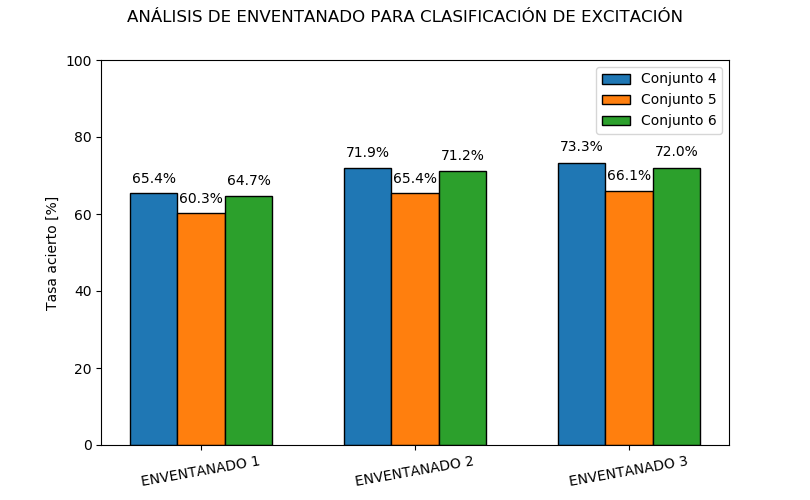 ANÁLISIS DE ENVENTANADO PARA CLASIFICACIÓN DE EXCITACIÓN
Tasa acierto [%]
100
80
60
40
20
0
Conjunto 4
Conjunto 5
Conjunto 6
65.4%
60.3%
64.7%
71.9%
65.4%
71.2%
73.3%
66.1%
72.0%
ENVENTANADO 1
ENVENTANADO 2
ENVENTANADO 3